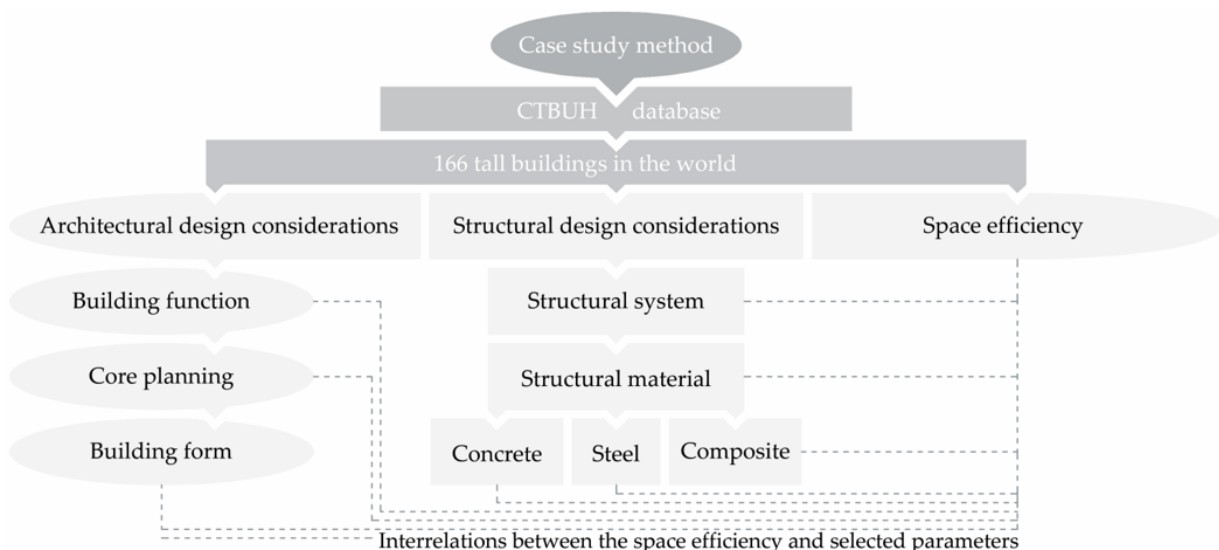 Case study method
CTBUH database
166 tall buildings in the world
Architectural design considerations
Structural design considerations
Space efficiency
Building function
Structural system
Core planning
Structural material
Building form
Concrete
Steel
Composite
Interrelations between the space efficiency and selected parameters